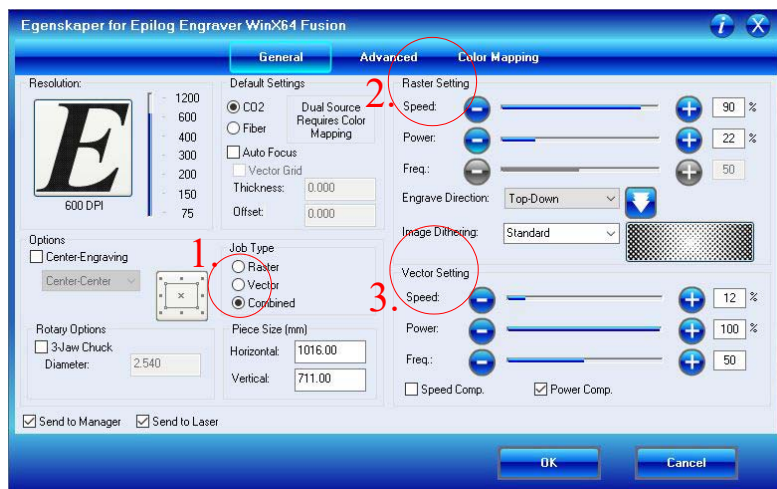 Egenskaper for Epilog Engraver WinX64 Fusion
General Advanced Color Mapping
Resolution:
E
600 DPI
1200
600
400
300
200
150
75
Default Settings
CO2
Fiber
Dual Source
Requires Color
Mapping
Auto Focus
Vector Grid
Thickness: 0.000
Offset: 0.000
2.
Raster Setting
Speed: 90 %
Power: 22 %
Freq.: 50
Engrave Direction: Top-Down
Image Dithering: Standard
Options
Center-Engraving
Center-Center
1.
Job Type
Raster
Vector
Combined
3.
Vector Setting
Speed: 12 %
Power: 100 %
Freq.: 50
Speed Comp. Power Comp.
Rotary Options
3-Jaw Chuck
Diameter: 2.540
Piece Size (mm)
Horizontal: 1016.00
Vertical: 711.00
Send to Manager Send to Laser
OK Cancel